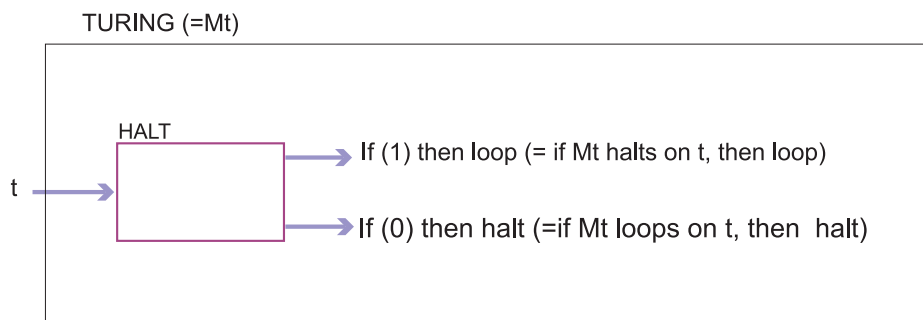 TURING (=Mt)
HALT
If (1) then loop (= if Mt halts on t, then loop)
t
If (0) then halt (=if Mt loops on t, then halt)